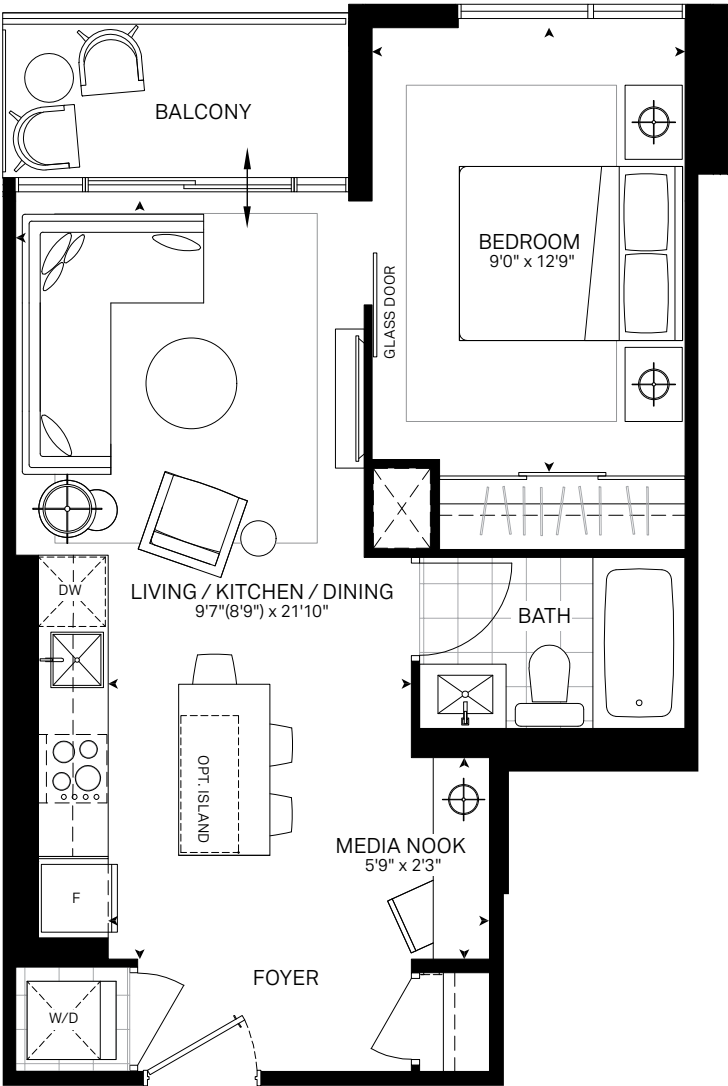 BALCONY
BEDROOM
9'0" x 12'9"
GLASS DOOR
X
DW
LIVING / KITCHEN / DINING
9'7"(8'9") x 21'10"
BATH
OPT. ISLAND
MEDIA NOOK
5'9" x 2'3"
F
FOYER
W/D